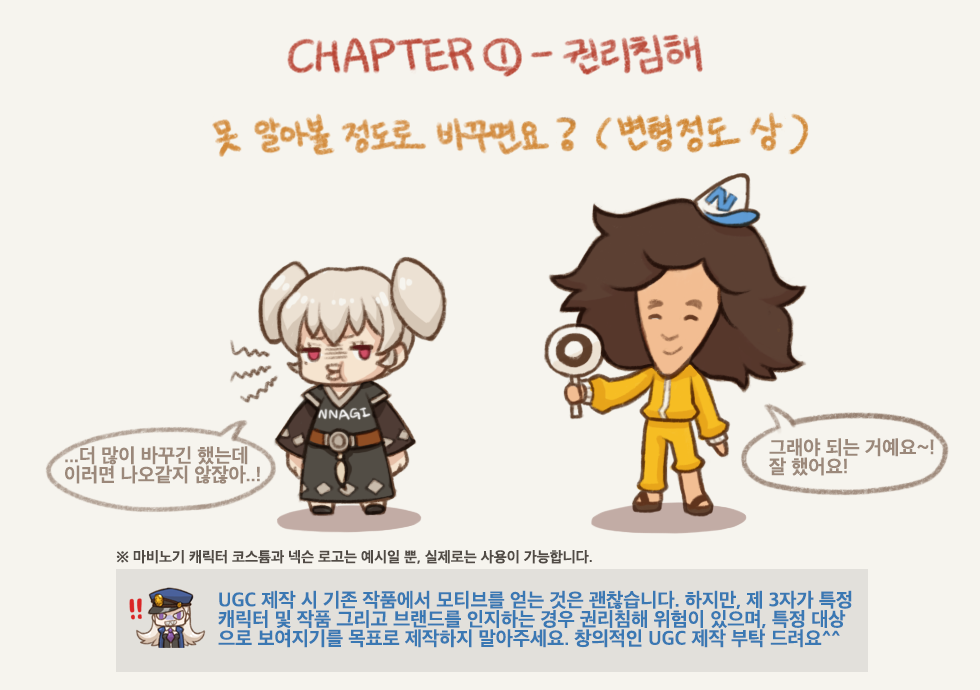 CHAPTER ① - 권리침해
못 알아볼 정도로 바꾸면요? (변형정도 상)
N
NNAGI
...더 많이 바꾸긴 했는데
이러면 나오같지 않잖아..!
그래야 되는 거예요~!
잘 했어요!
※ 마비노기 캐릭터 코스튬과 넥슨 로고는 예시일 뿐, 실제로는 사용이 가능합니다.
!!
UGC 제작 시 기존 작품에서 모티브를 얻는 것은 괜찮습니다. 하지만, 제 3자가 특정
캐릭터 및 작품 그리고 브랜드를 인지하는 경우 권리침해 위험이 있으며, 특정 대상
으로 보여지기를 목표로 제작하지 말아주세요. 창의적인 UGC 제작 부탁 드려요^^